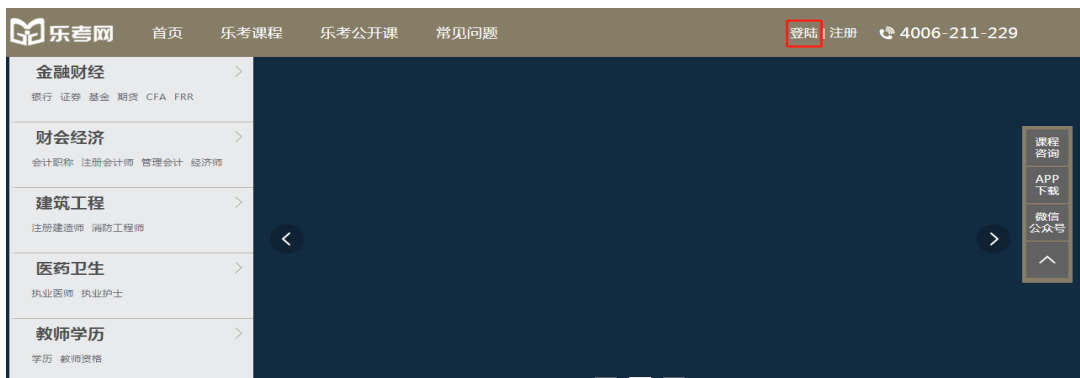 乐考网 首页 乐考课程 乐考公开课 常见问题 登陆 | 注册 4006-211-229
金融财经
银行 证券 基金 期货 CFA FRR
财会经济
会计职称 注册会计师 管理会计 经济师
建筑工程
注册建造师 消防工程师
医药卫生
执业医师 执业护士
教师学历
学历 教师资格
课程
咨询
APP
下载
微信
公众号